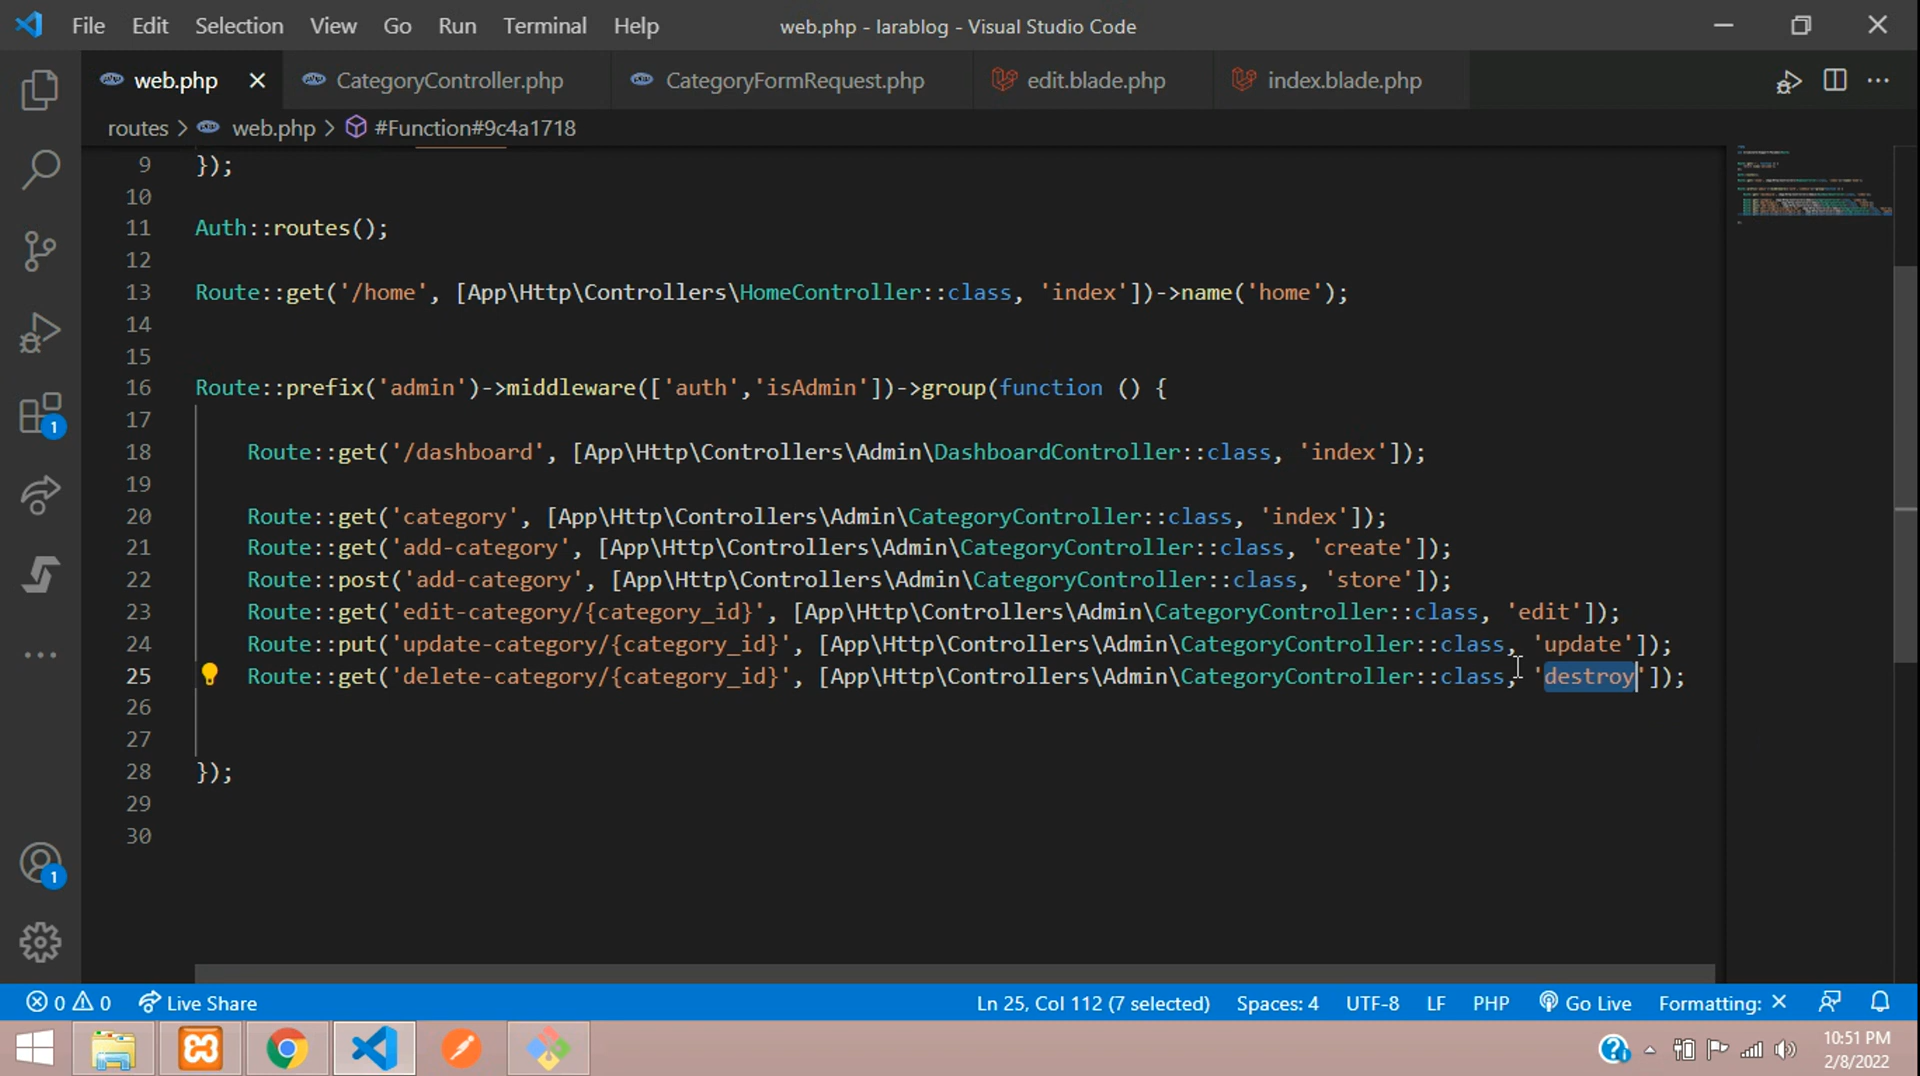 File Edit Selection View Go Run Terminal Help web.php - larablog - Visual Studio Code
web.php CategoryController.php CategoryFormRequest.php edit.blade.php index.blade.php
routes > web.php > #Function#9c4a1718
9 });
10
11 Auth::routes();
12
13 Route::get('/home', [App\Http\Controllers\HomeController::class, 'index'])->name('home');
14
15
16 Route::prefix('admin')->middleware(['auth','isAdmin'])->group(function () {
17
18 Route::get('/dashboard', [App\Http\Controllers\Admin\DashboardController::class, 'index']);
19
20 Route::get('category', [App\Http\Controllers\Admin\CategoryController::class, 'index']);
21 Route::get('add-category', [App\Http\Controllers\Admin\CategoryController::class, 'create']);
22 Route::post('add-category', [App\Http\Controllers\Admin\CategoryController::class, 'store']);
23 Route::get('edit-category/{category_id}', [App\Http\Controllers\Admin\CategoryController::class, 'edit']);
24 Route::put('update-category/{category_id}', [App\Http\Controllers\Admin\CategoryController::class, 'update']);
25 Route::get('delete-category/{category_id}', [App\Http\Controllers\Admin\CategoryController::class, 'destroy']);
26
27
28 });
29
30
1
1
0 0 Live Share Ln 25, Col 112 (7 selected) Spaces: 4 UTF-8 LF PHP Go Live Formatting: ×
10:51 PM
2/8/2022